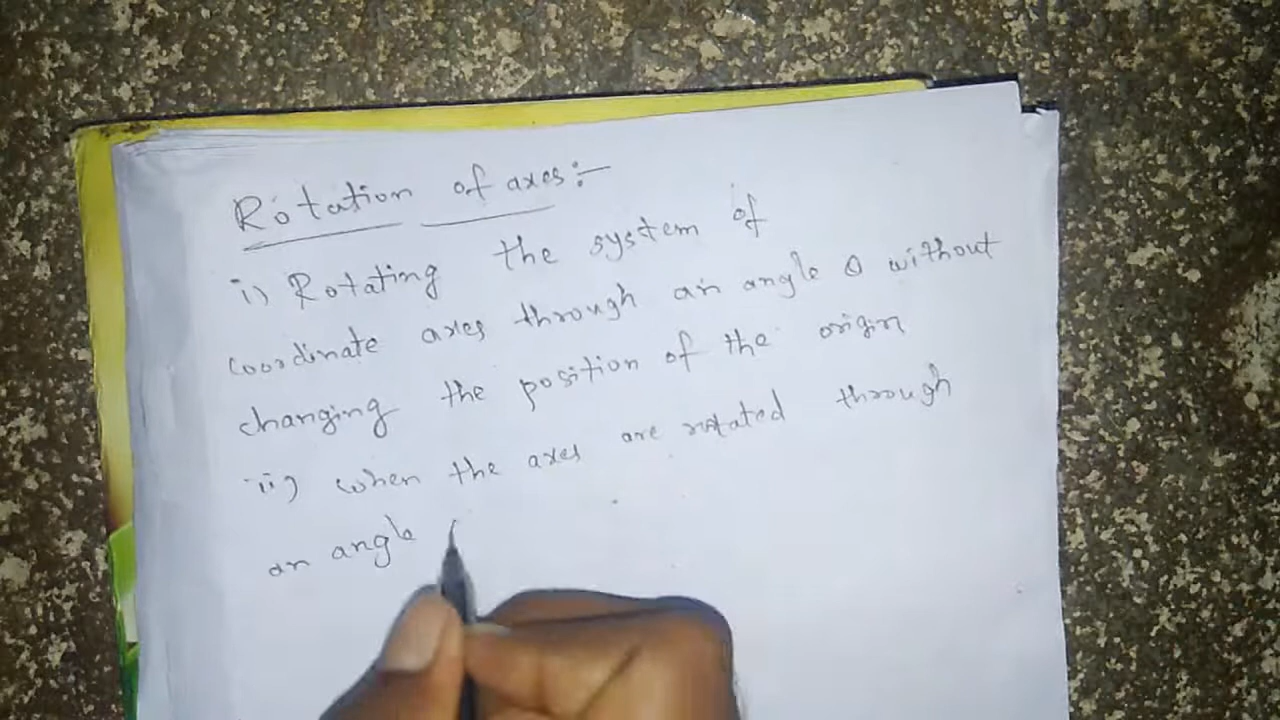 Rotation of axes:-
i) Rotating the system of
coordinate axes through an angle θ without
changing the position of the origin
ii) when the axes are rotated through
an angle